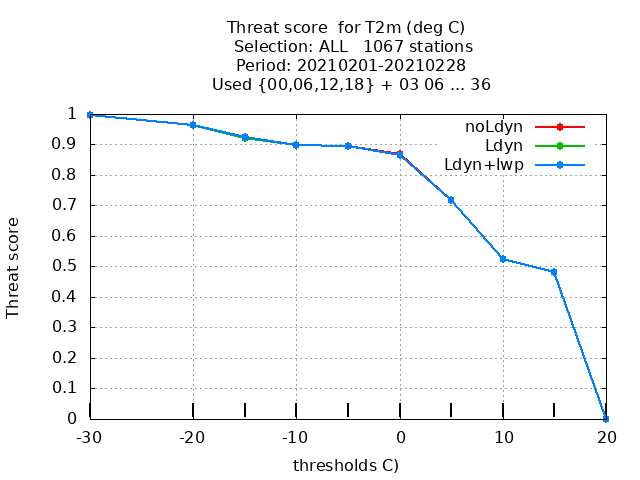 Threat score  for T2m (deg C)
Selection: ALL   1067 stations
Period: 20210201-20210228
Used {00,06,12,18} + 03 06 ... 36
noLdyn
Ldyn
Ldyn+lwp
Threat score
1
0.9
0.8
0.7
0.6
0.5
0.4
0.3
0.2
0.1
0
-30
-20
-10
0
10
20
thresholds C)